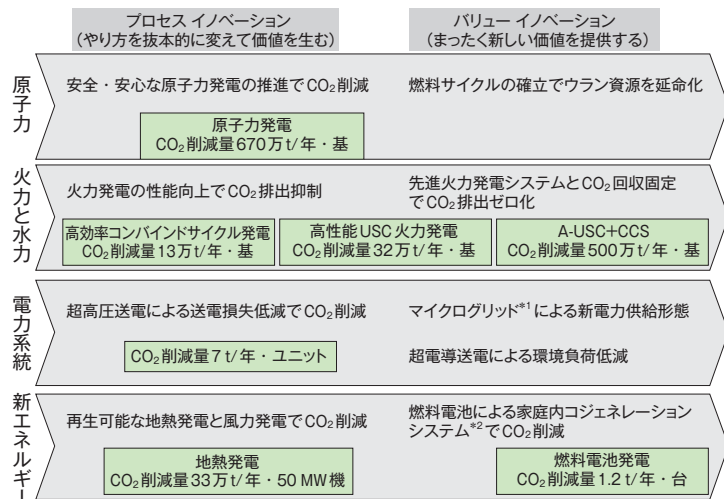 プロセス イノベーション
(やり方を抜本的に変えて価値を生む)
バリュー イノベーション
(まったく新しい価値を提供する)
原子力
安全・安心な原子力発電の推進でCO₂削減
原子力発電
CO₂削減量670万t/年・基
燃料サイクルの確立でウラン資源を延命化
火力と水力
火力発電の性能向上でCO₂排出抑制
先進火力発電システムとCO₂回収固定
でCO₂排出ゼロ化
高効率コンバインドサイクル発電
CO₂削減量13万t/年・基
高性能USC火力発電
CO₂削減量32万t/年・基
A-USC+CCS
CO₂削減量500万t/年・基
電力系統
超高圧送電による送電損失低減でCO₂削減
CO₂削減量7 t/年・ユニット
マイクログリッド*1による新電力供給形態
超電導送電による環境負荷低減
新エネルギー
再生可能な地熱発電と風力発電でCO₂削減
地熱発電
CO₂削減量33万t/年・50 MW機
燃料電池による家庭内コジェネレーション
システム*2でCO₂削減
燃料電池発電
CO₂削減量1.2 t/年・台